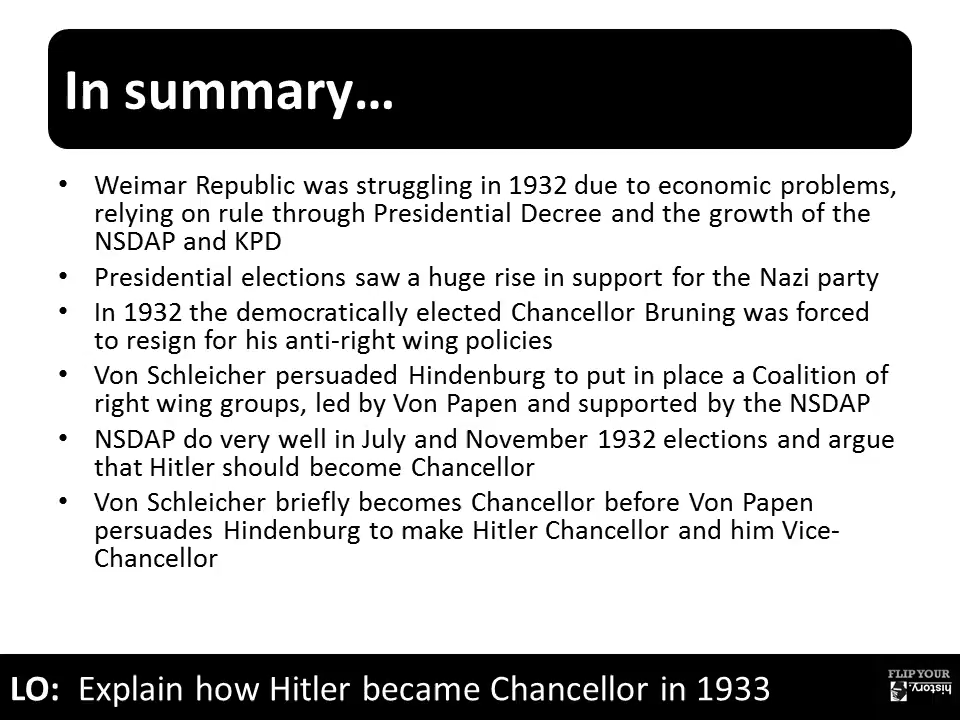 In summary…
• Weimar Republic was struggling in 1932 due to economic problems,
relying on rule through Presidential Decree and the growth of the
NSDAP and KPD
• Presidential elections saw a huge rise in support for the Nazi party
• In 1932 the democratically elected Chancellor Bruning was forced
to resign for his anti-right wing policies
• Von Schleicher persuaded Hindenburg to put in place a Coalition of
right wing groups, led by Von Papen and supported by the NSDAP
• NSDAP do very well in July and November 1932 elections and argue
that Hitler should become Chancellor
• Von Schleicher briefly becomes Chancellor before Von Papen
persuades Hindenburg to make Hitler Chancellor and him Vice-
Chancellor
LO: Explain how Hitler became Chancellor in 1933
FLIP YOUR
history.